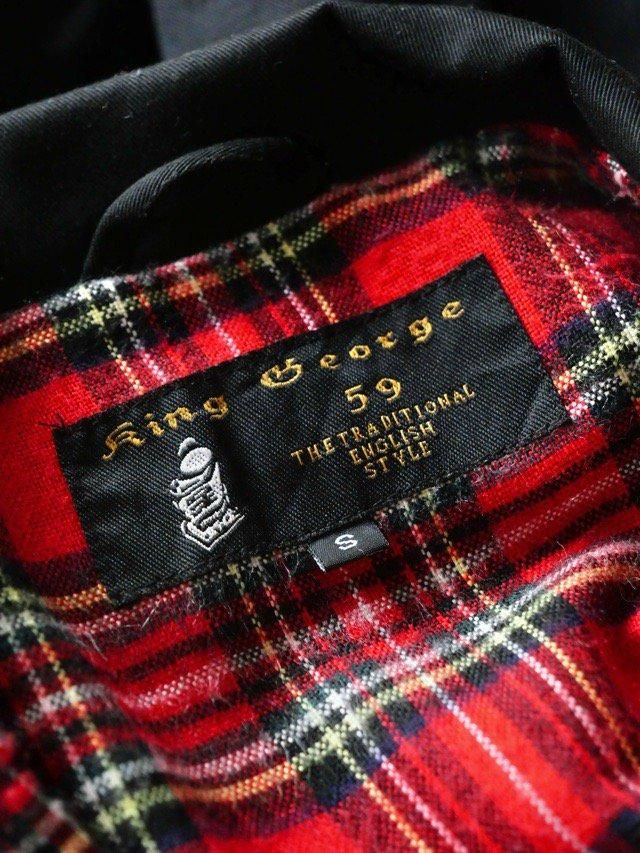 King George
59
THE TRADITIONAL
ENGLISH
STYLE
S